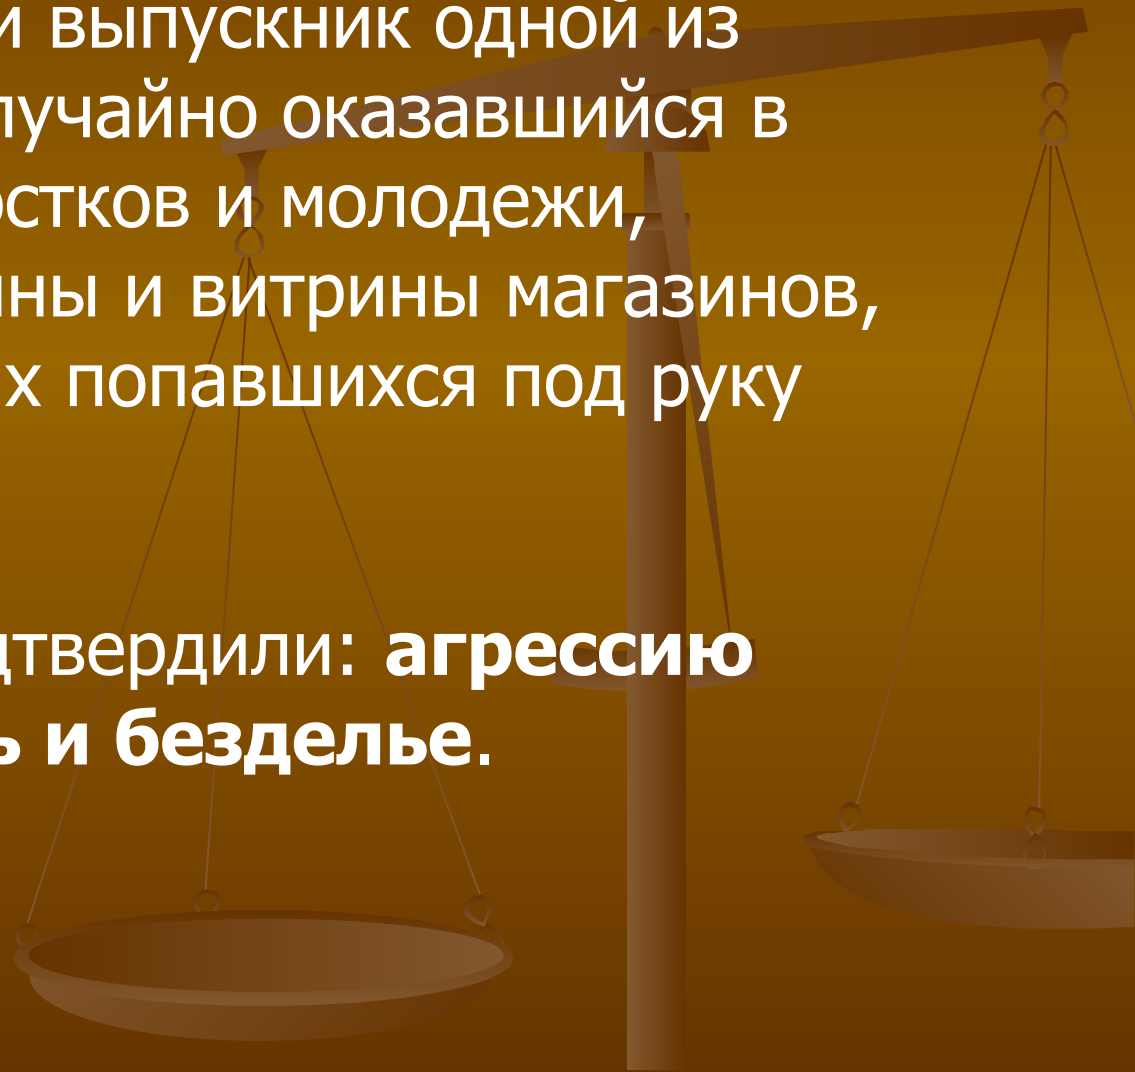 и выпускник одной из
лучайно оказавшийся в
остков и молодежи,
ины и витрины магазинов,
х попавшихся под руку
дтвердили: агрессию
ь и безделье.